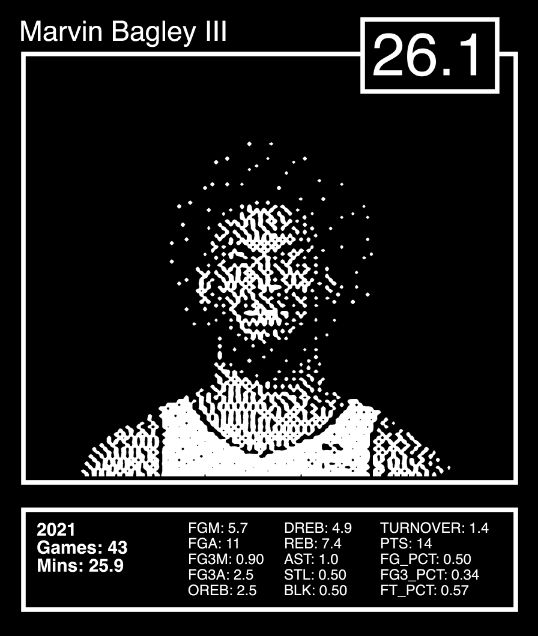 Marvin Bagley III
26.1
2021
Games: 43
Mins: 25.9
FGM: 5.7
FGA: 11
FG3M: 0.90
FG3A: 2.5
OREB: 2.5
DREB: 4.9
REB: 7.4
AST: 1.0
STL: 0.50
BLK: 0.50
TURNOVER: 1.4
PTS: 14
FG_PCT: 0.50
FG3_PCT: 0.34
FT_PCT: 0.57